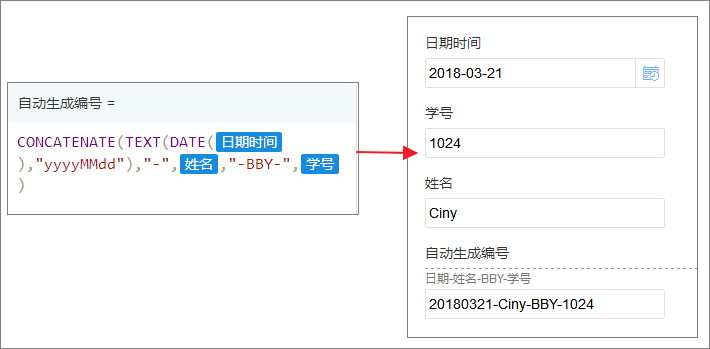 自动生成编号 =
CONCATENATE(TEXT(DATE(日期时间
),"yyyyMMdd"),"-",姓名,"-BBY-",学号
)
日期时间
2018-03-21
学号
1024
姓名
Ciny
自动生成编号
日期-姓名-BBY-学号
20180321-Ciny-BBY-1024